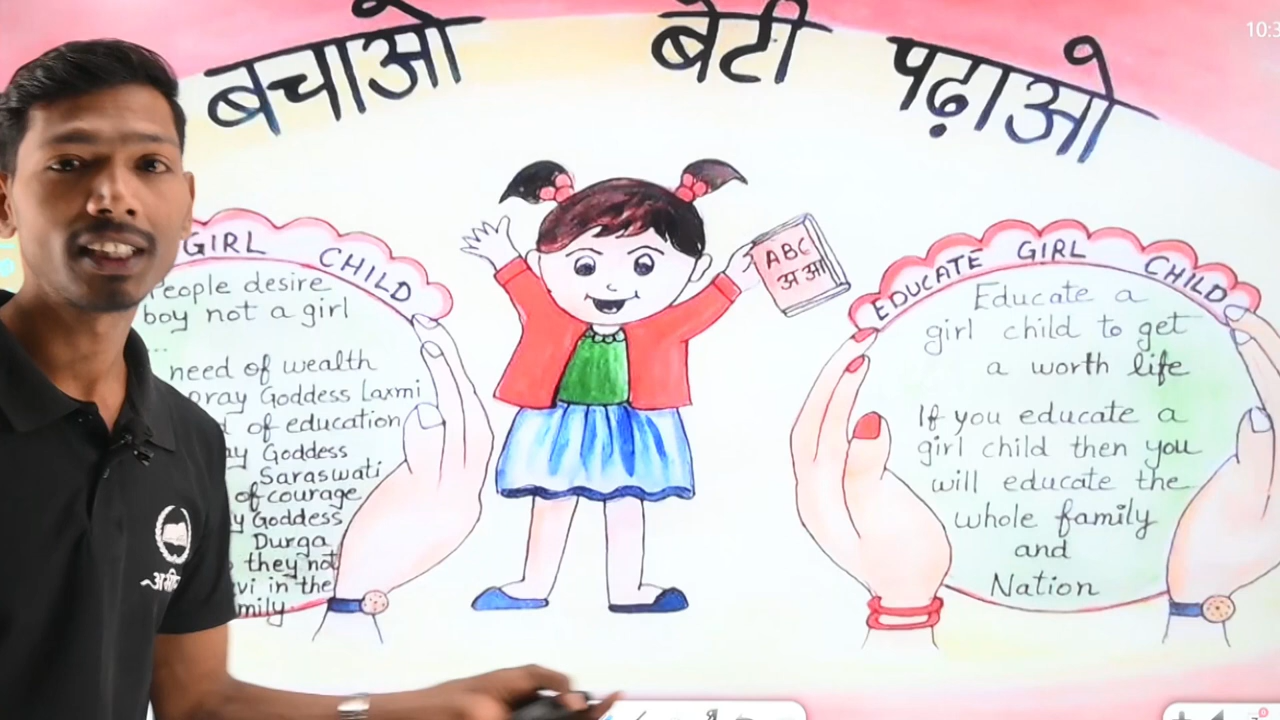 बचाओ बेटी पढ़ाओ
10:3
GIRL CHILD
People desire
boy not a girl
...
need of wealth
pray Goddess Laxmi
of education
Goddess
Saraswati
of courage
Goddess
Durga
they not
in the
ABC
अ आ
EDUCATE GIRL CHILD
Educate a
girl child to get
a worth life
If you educate a
girl child then you
will educate the
whole family
and
Nation